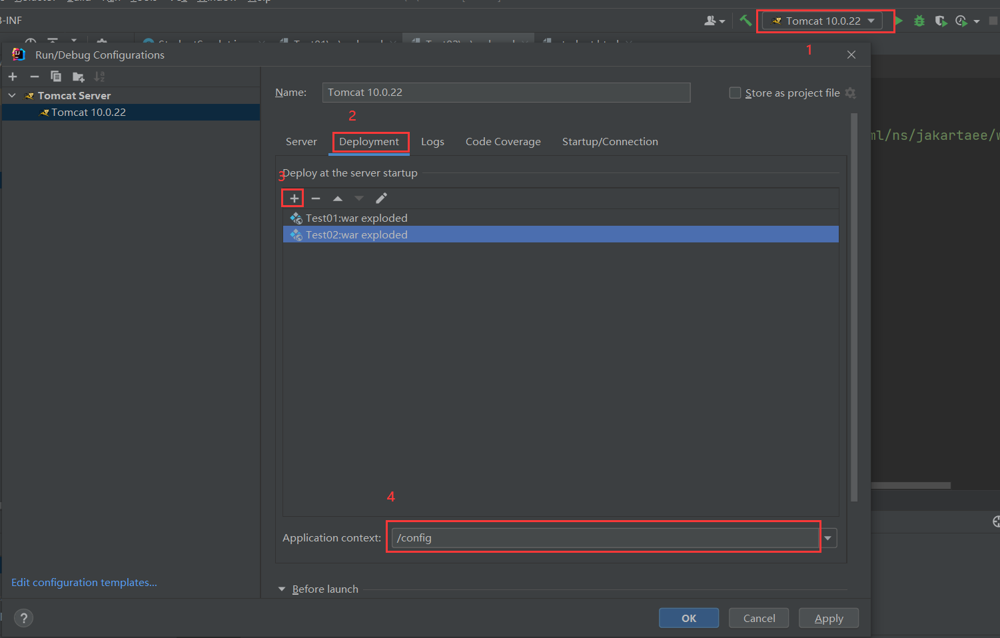 3-INF
Tomcat 10.0.22
1
Run/Debug Configurations
Tomcat Server
Tomcat 10.0.22
Name:
Tomcat 10.0.22
Store as project file
2
Server
Deployment
Logs
Code Coverage
Startup/Connection
ml/ns/jakartaee/w
3
Deploy at the server startup
Test01:war exploded
Test02:war exploded
4
Application context:
/config
Edit configuration templates...
Before launch
?
OK
Cancel
Apply